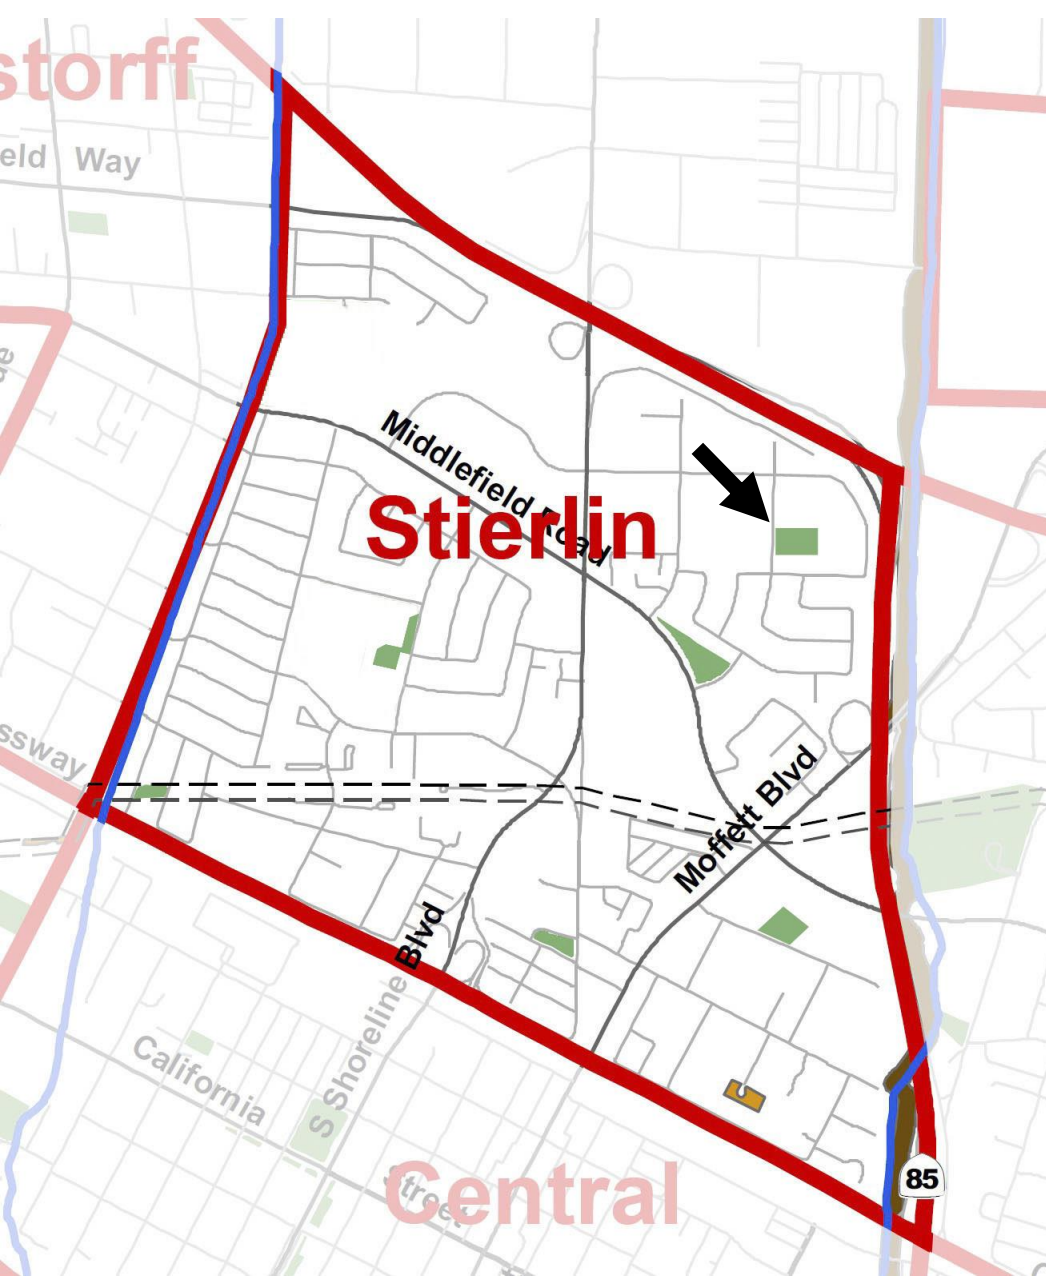 storff
eld Way
Middlefield Road
Stierlin
ssway
Moffett Blvd
S Shoreline Blvd
California
Street
Central
85